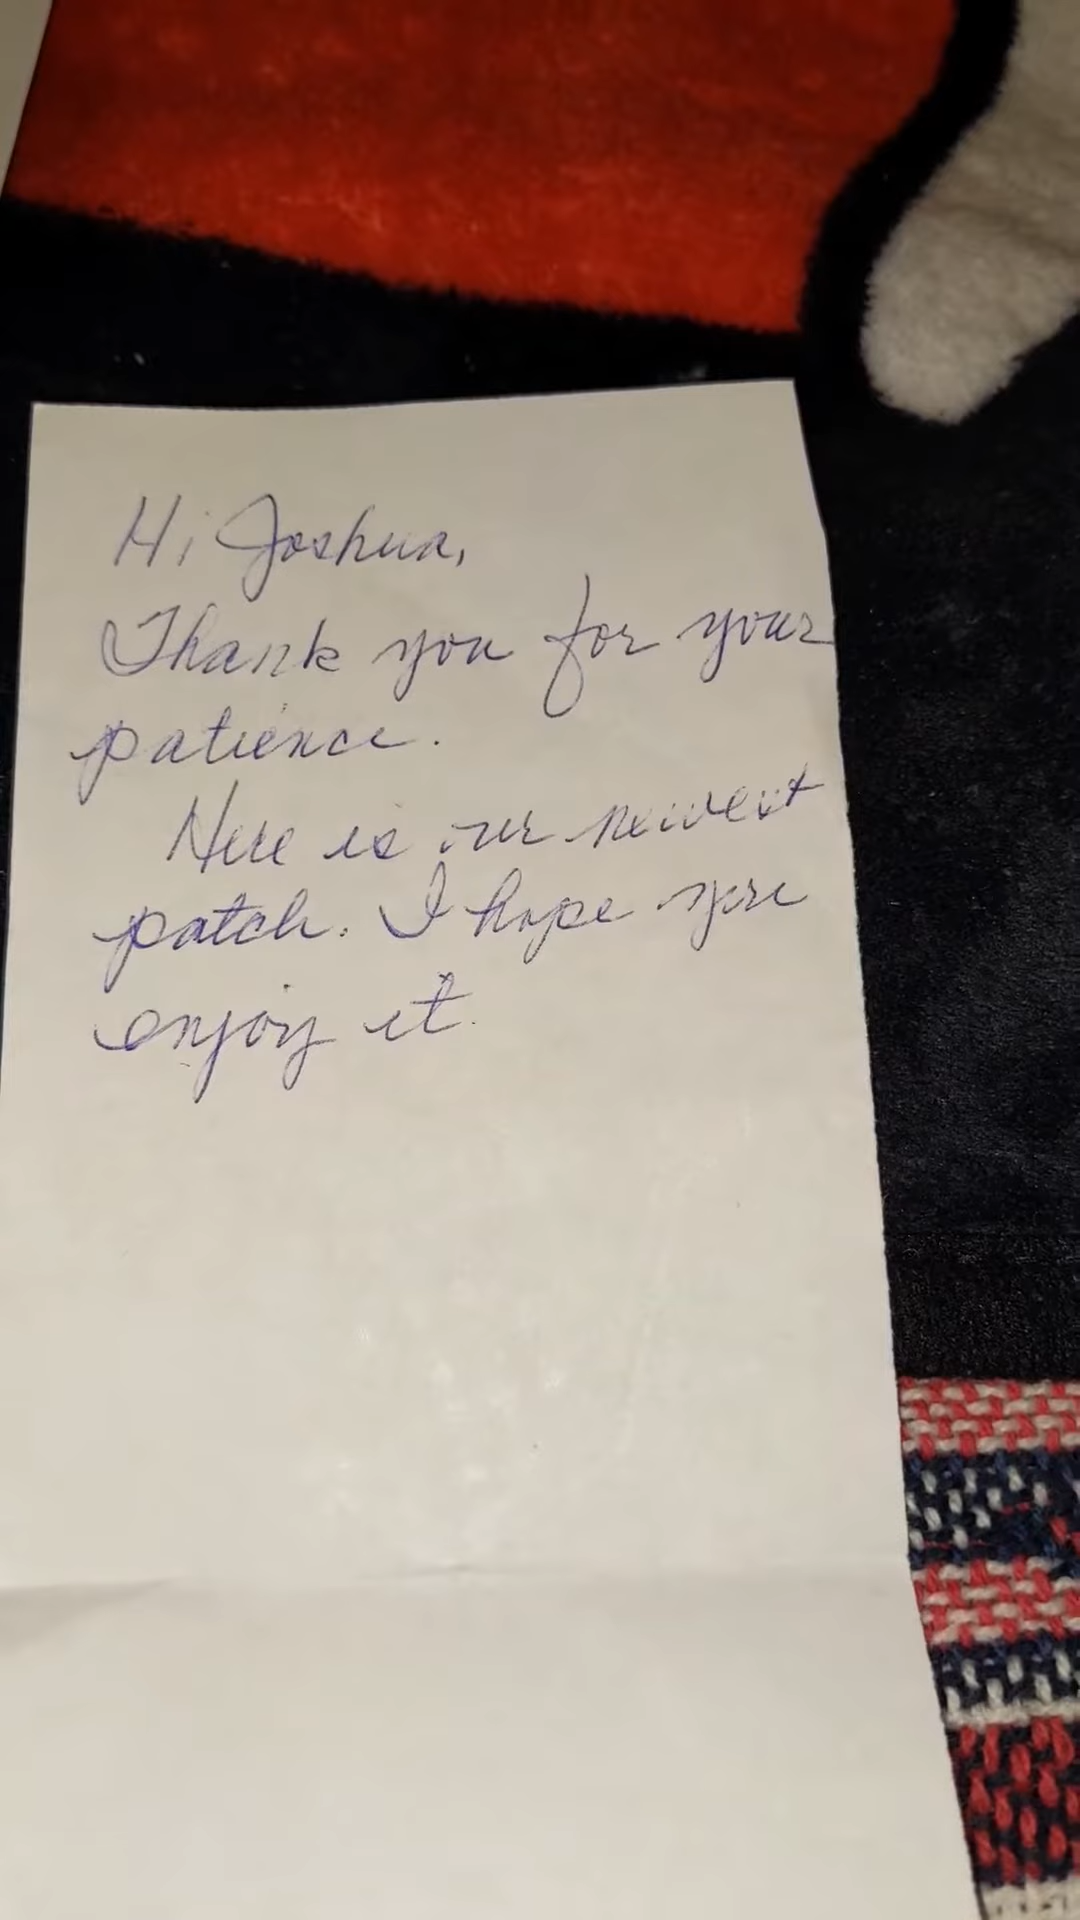 Hi Joshua,
Thank you for your
patience.
Here is our newest
patch. I hope you
enjoy it.